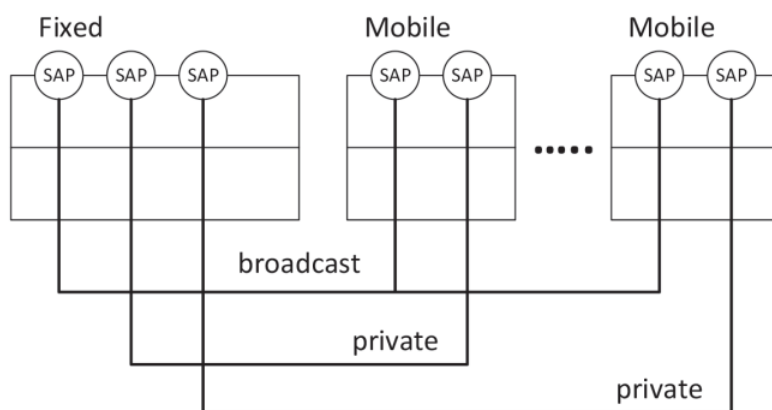 Fixed Mobile Mobile
SAP SAP SAP SAP SAP SAP SAP
broadcast
private
private